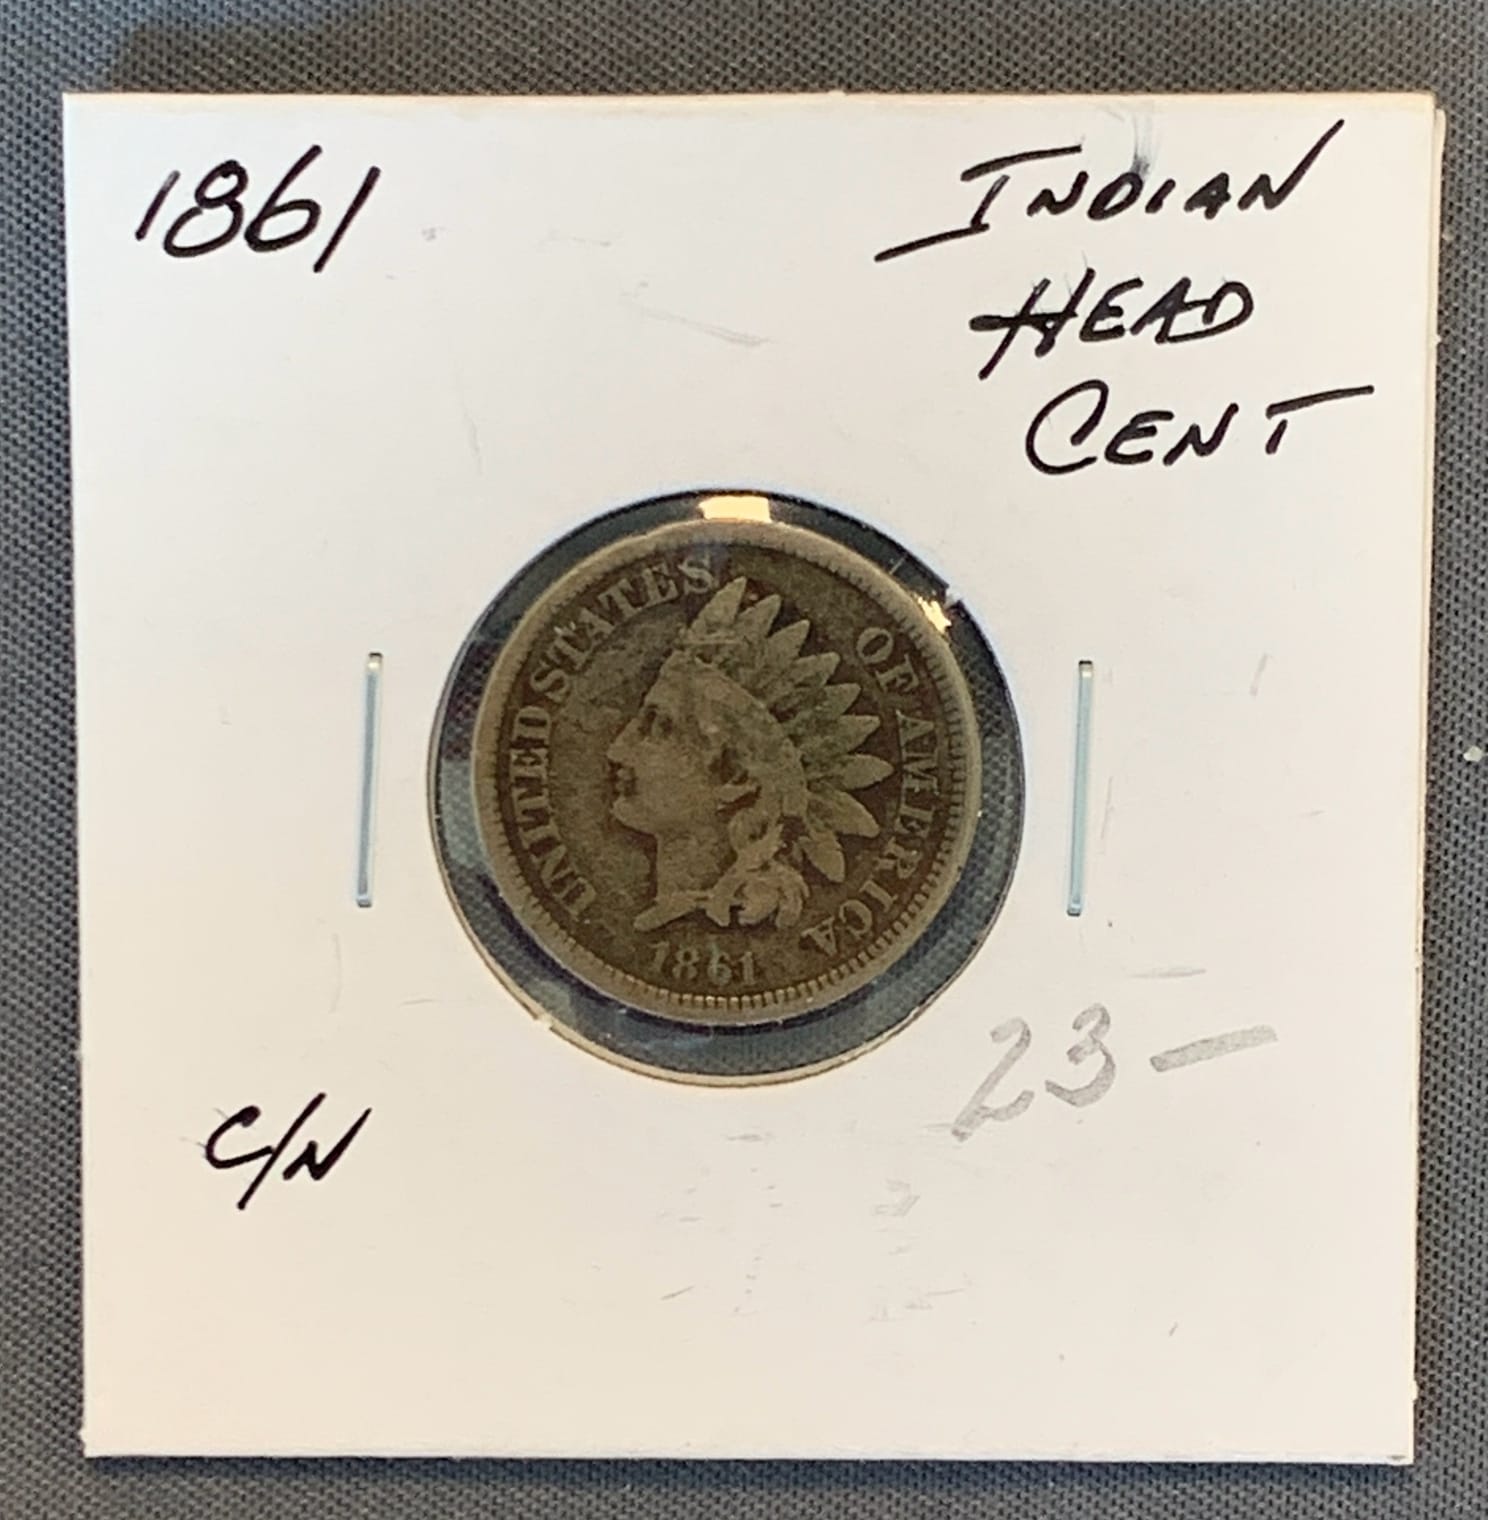 1861
INDIAN
HEAD
CENT
UNITED STATES
OF AMERICA
1861
23-
C/N